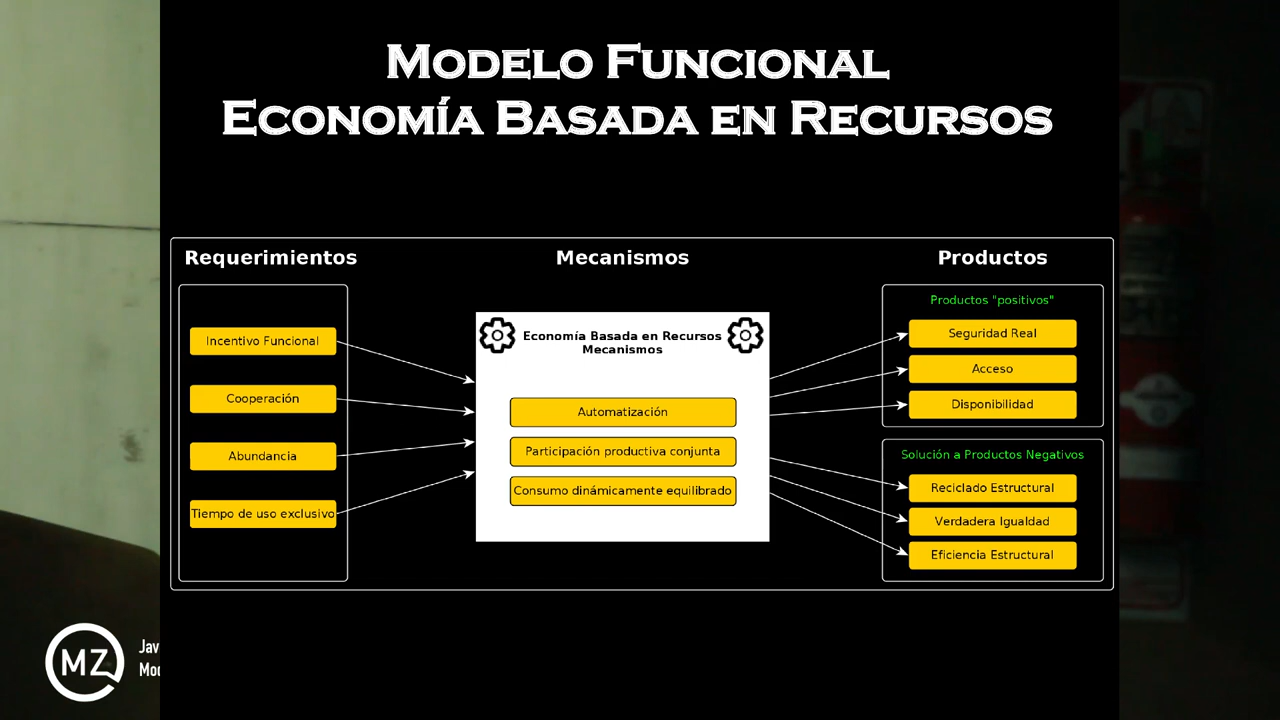 Modelo Funcional
Economía Basada en Recursos
Requerimientos
Mecanismos
Productos
Incentivo Funcional
Cooperación
Abundancia
Tiempo de uso exclusivo
Economía Basada en Recursos
Mecanismos
Automatización
Participación productiva conjunta
Consumo dinámicamente equilibrado
Productos "positivos"
Seguridad Real
Acceso
Disponibilidad
Solución a Productos Negativos
Reciclado Estructural
Verdadera Igualdad
Eficiencia Estructural
MZ
Jav